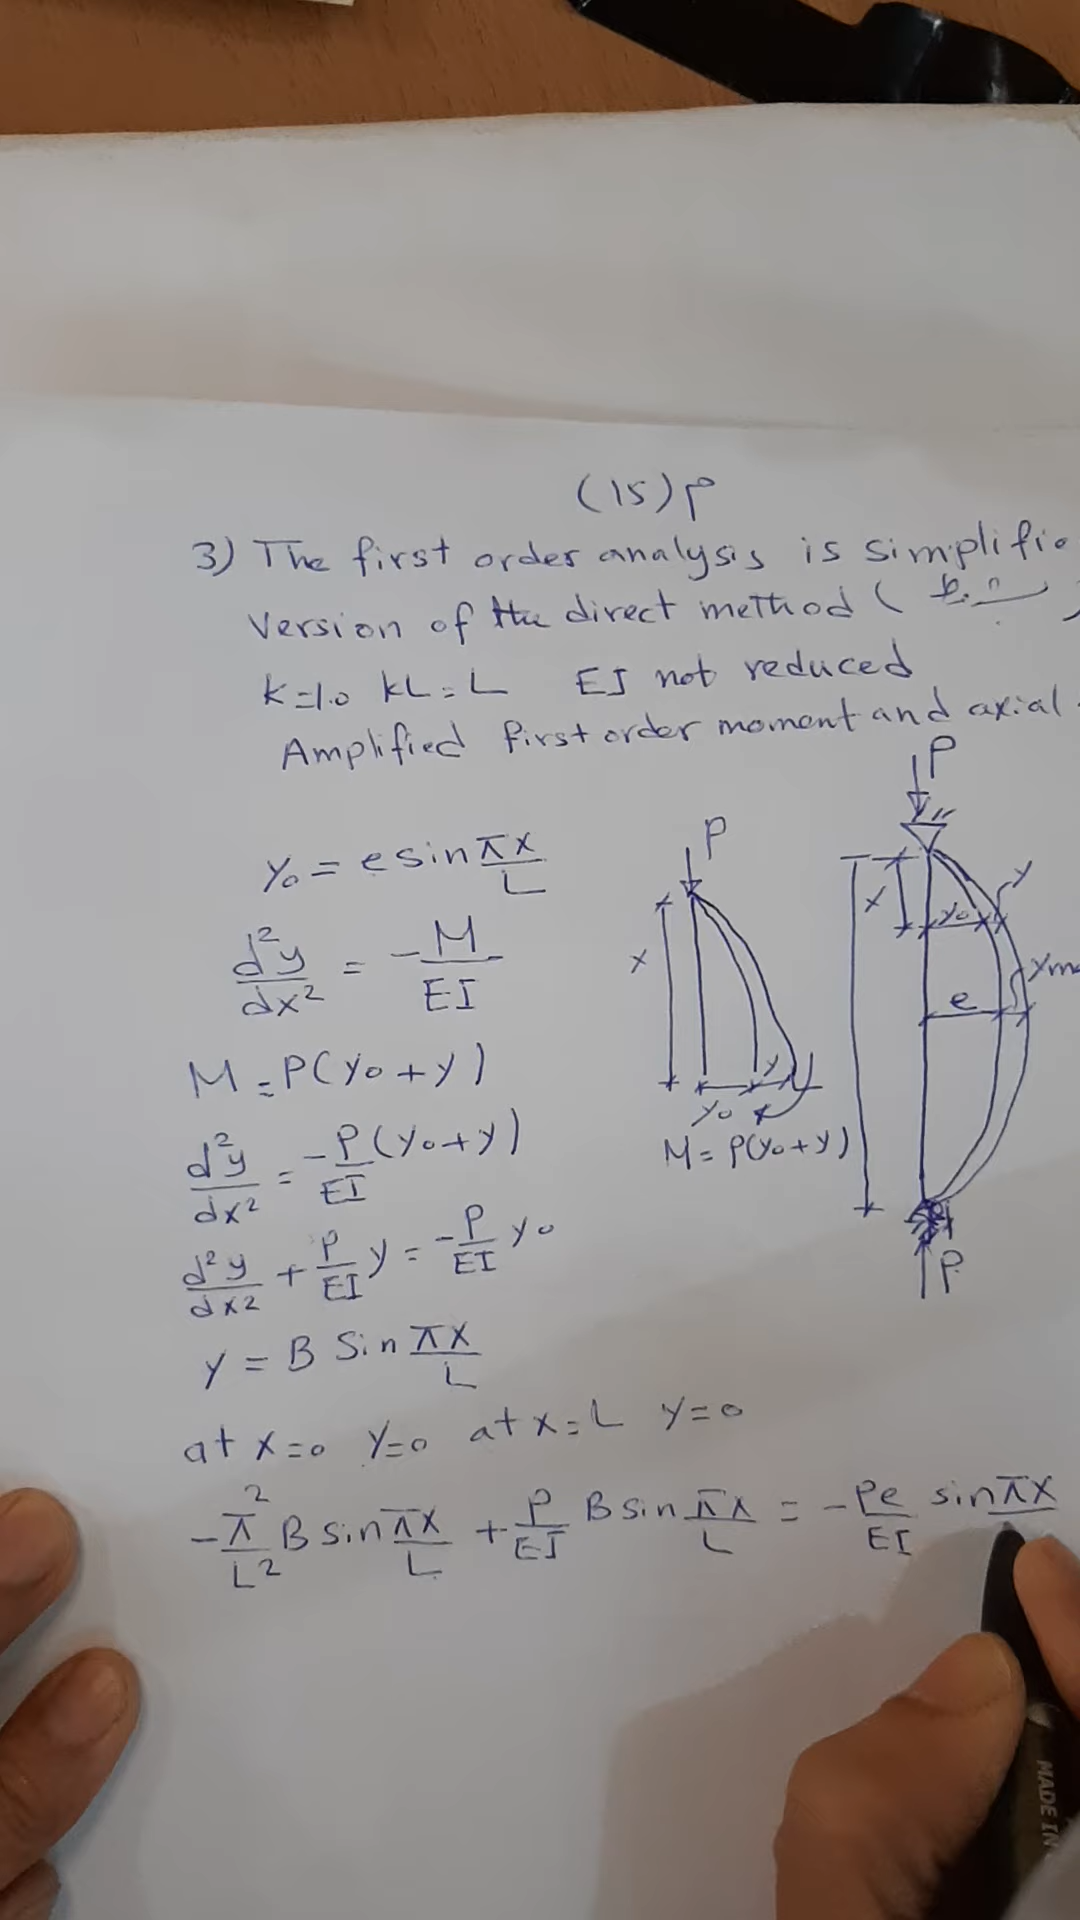 (15)P
3) The first order analysis is simplifie
Version of the direct method (
K=1.0 KL=L EI not reduced
Amplified first order moment and axial
y₀ = e sin πx/L
d²y/dx² = -M/EI
M=P(y₀+y)
d²y/dx² = -P/EI (y₀+y)
d²y/dx² + P/EI y = -P/EI y₀
y = B Sin πx/L
at x=0 y=0 at x=L y=0
-π²/L² B sin πx/L + P/EI B sin πx/L = -Pe/EI sin πx
P
x
y₀
y
M=P(y₀+y)
P
x
y₀
y
ym
e
P
MADE IN